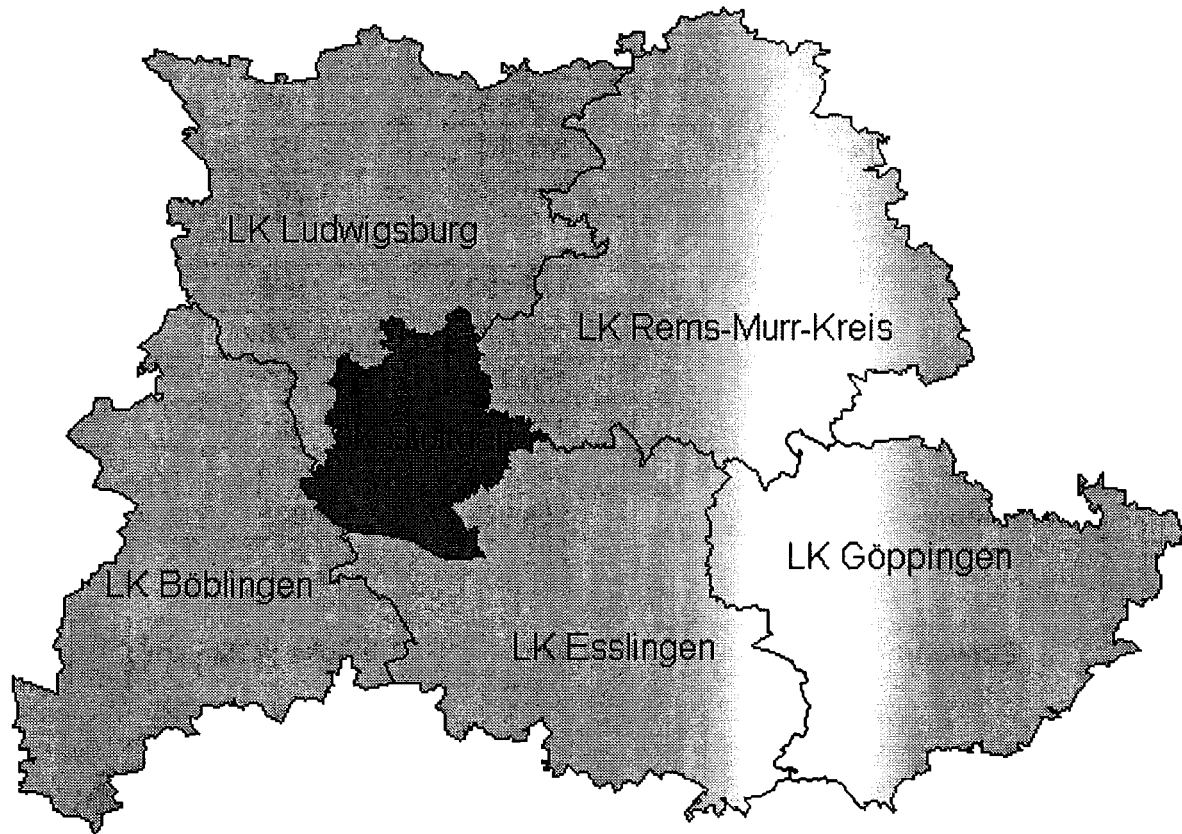 LK Ludwigsburg
LK Rems-Murr-Kreis
LK Göppingen
LK Böblingen
LK Esslingen